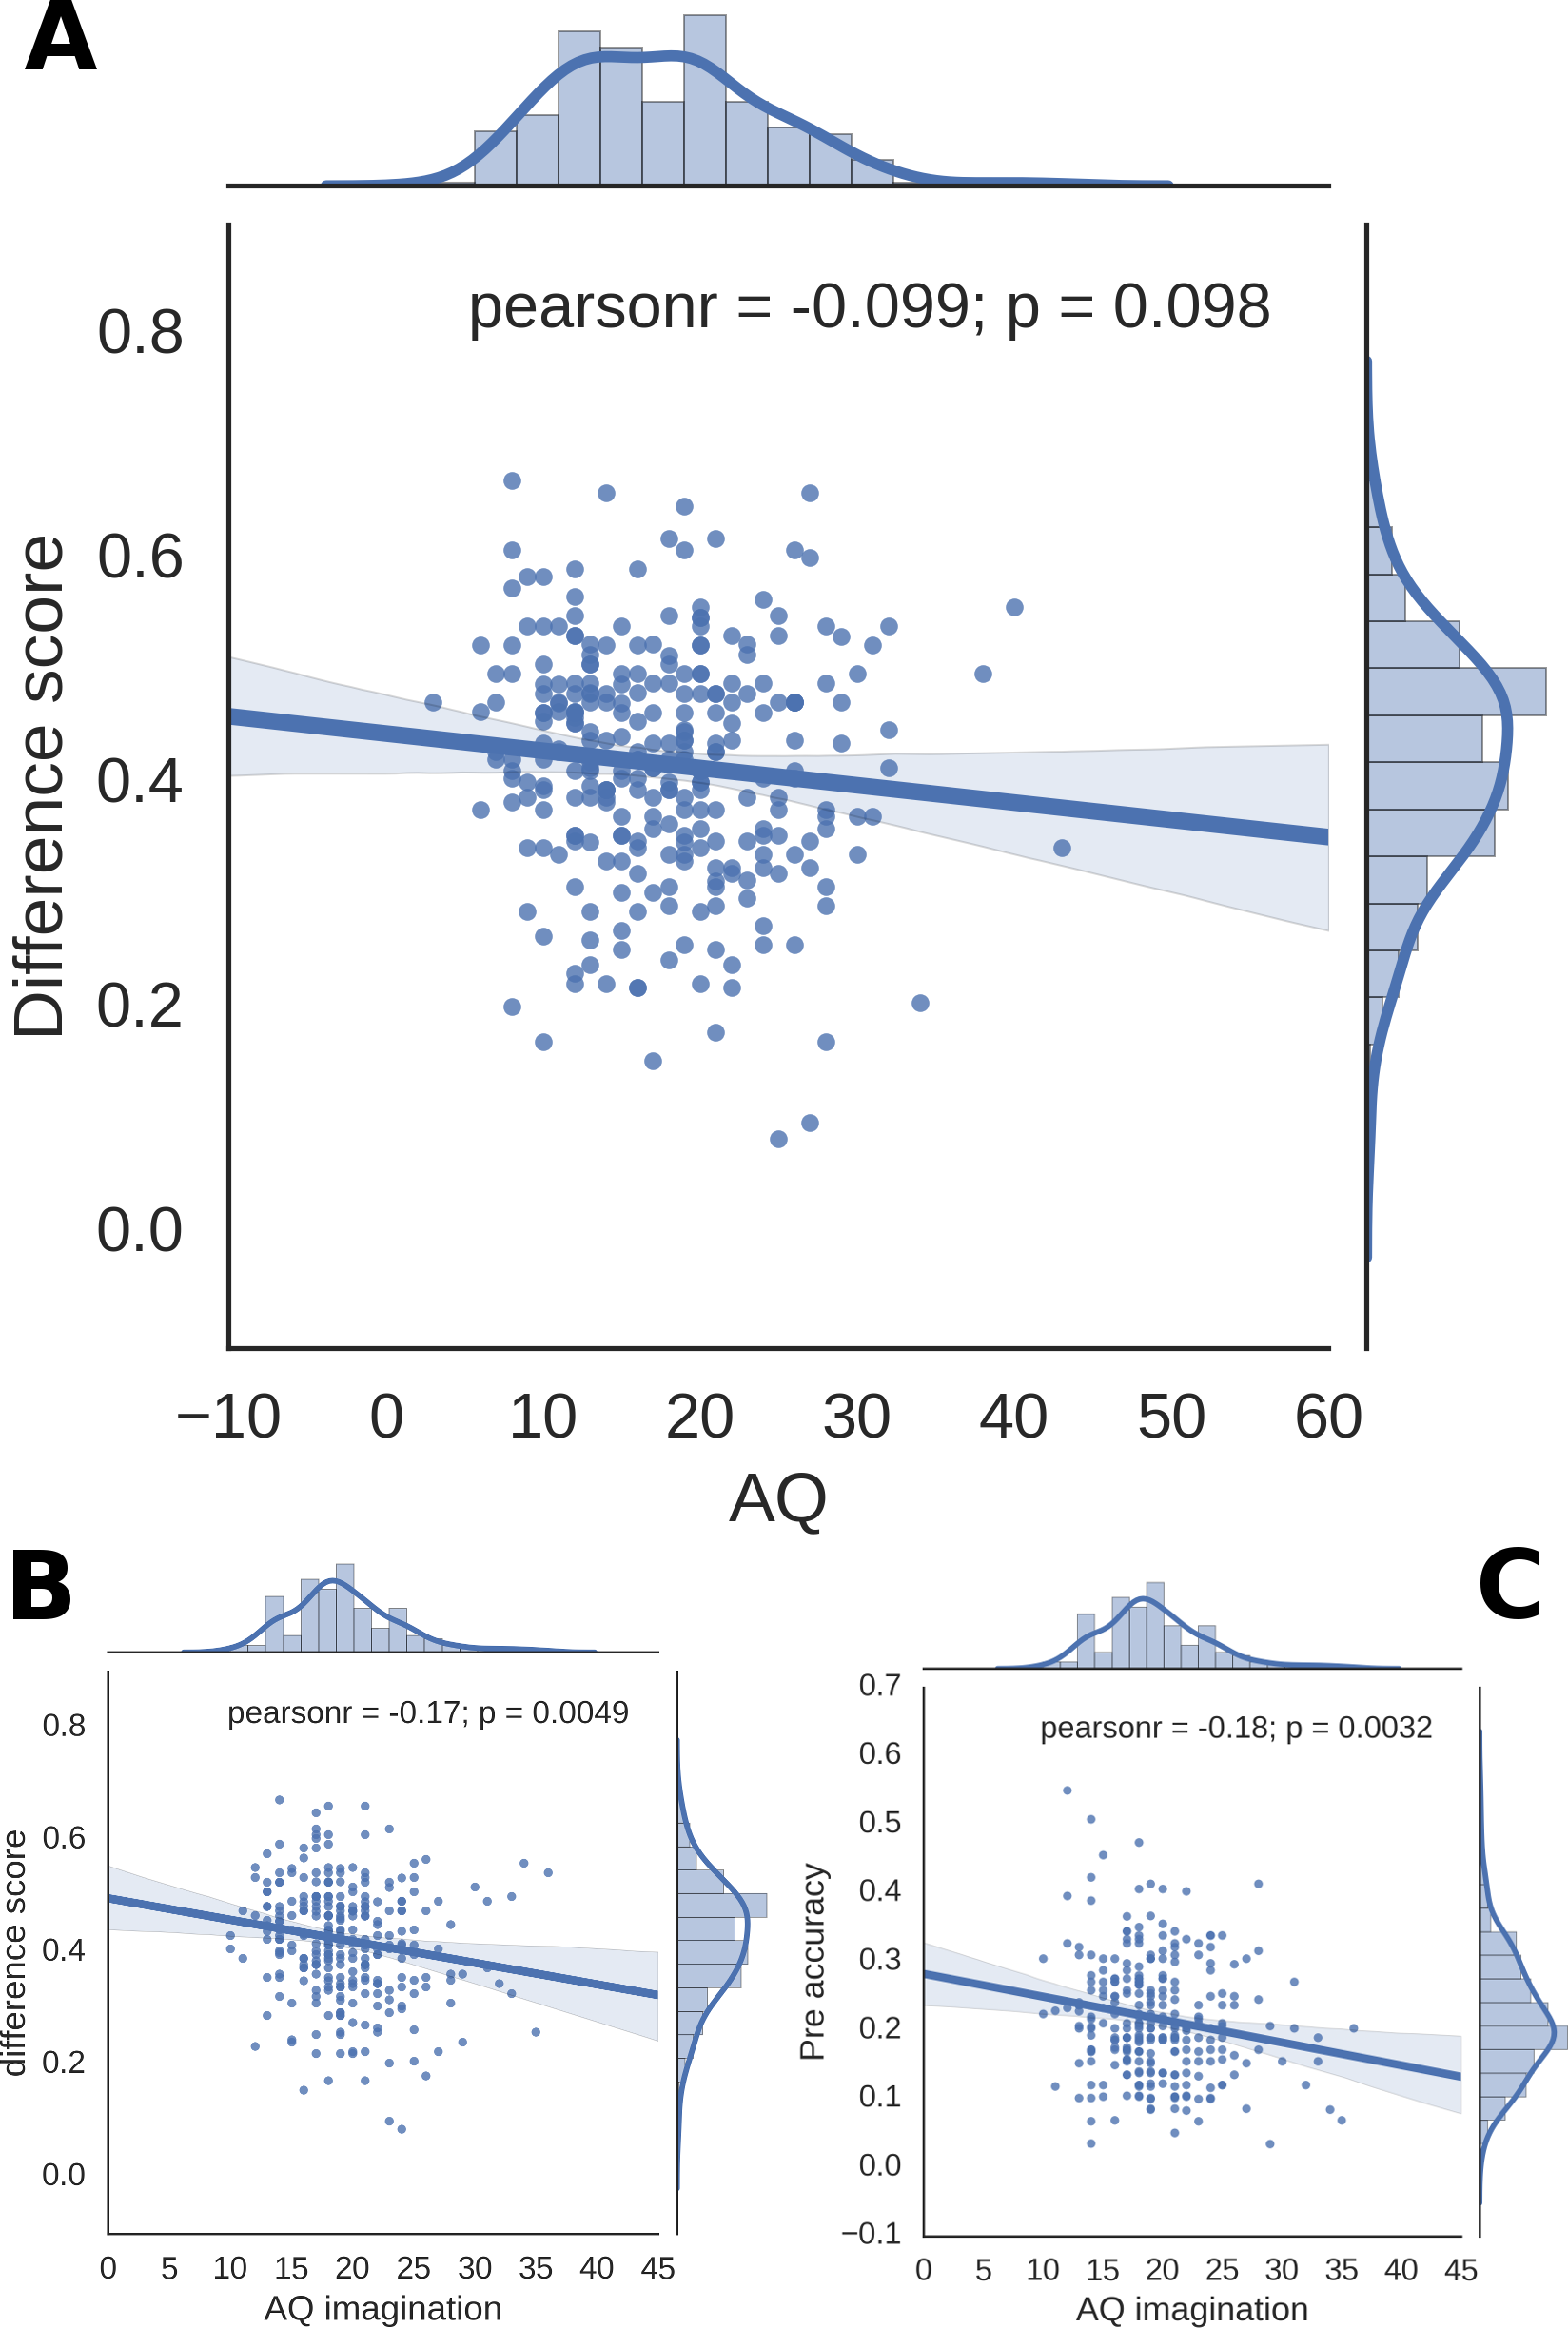 A
pearsonr = -0.099; p = 0.098
Difference score
0.8
0.6
0.4
0.2
0.0
−10 0 10 20 30 40 50 60
AQ
B
pearsonr = -0.17; p = 0.0049
difference score
0.8
0.6
0.4
0.2
0.0
0 5 10 15 20 25 30 35 40 45
AQ imagination
C
pearsonr = -0.18; p = 0.0032
Pre accuracy
0.7
0.6
0.5
0.4
0.3
0.2
0.1
0.0
−0.1
0 5 10 15 20 25 30 35 40 45
AQ imagination